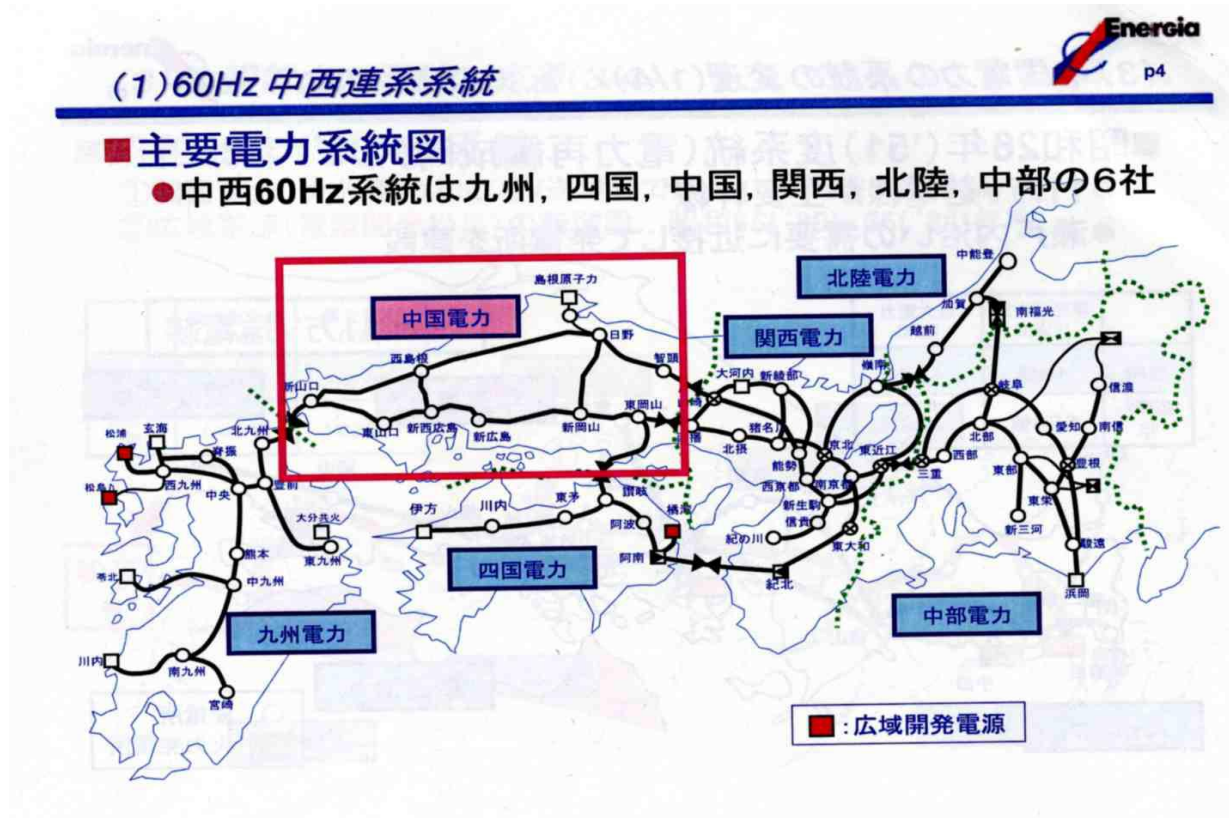 Energia
p4
(1)60Hz 中西連系系統
■主要電力系統図
●中西60Hz系統は九州, 四国, 中国, 関西, 北陸, 中部の6社
中能登
島根原子力
北陸電力
加賀
南福光
中国電力
関西電力
越前
日野
西島根
智頭
大河内 新綾部
嶺南
岐阜
信濃
新山口
東岡山
玄海
北九州
東山口
新西広島
新広島
新岡山
猪名川
京北
東近江
北部
愛知
南信
松浦
脊振
北摂
能勢
三重
西部
東部
豊根
松島
西九州
中央
豊前
讃岐
橘湾
西京都
南京都
東栄
伊方
川内
東予
阿波
新生駒
信貴
大分共火
紀の川
東大和
新三河
駿遠
熊本
東九州
阿南
苓北
中九州
四国電力
紀北
浜岡
九州電力
中部電力
川内
南九州
宮崎
■:広域開発電源